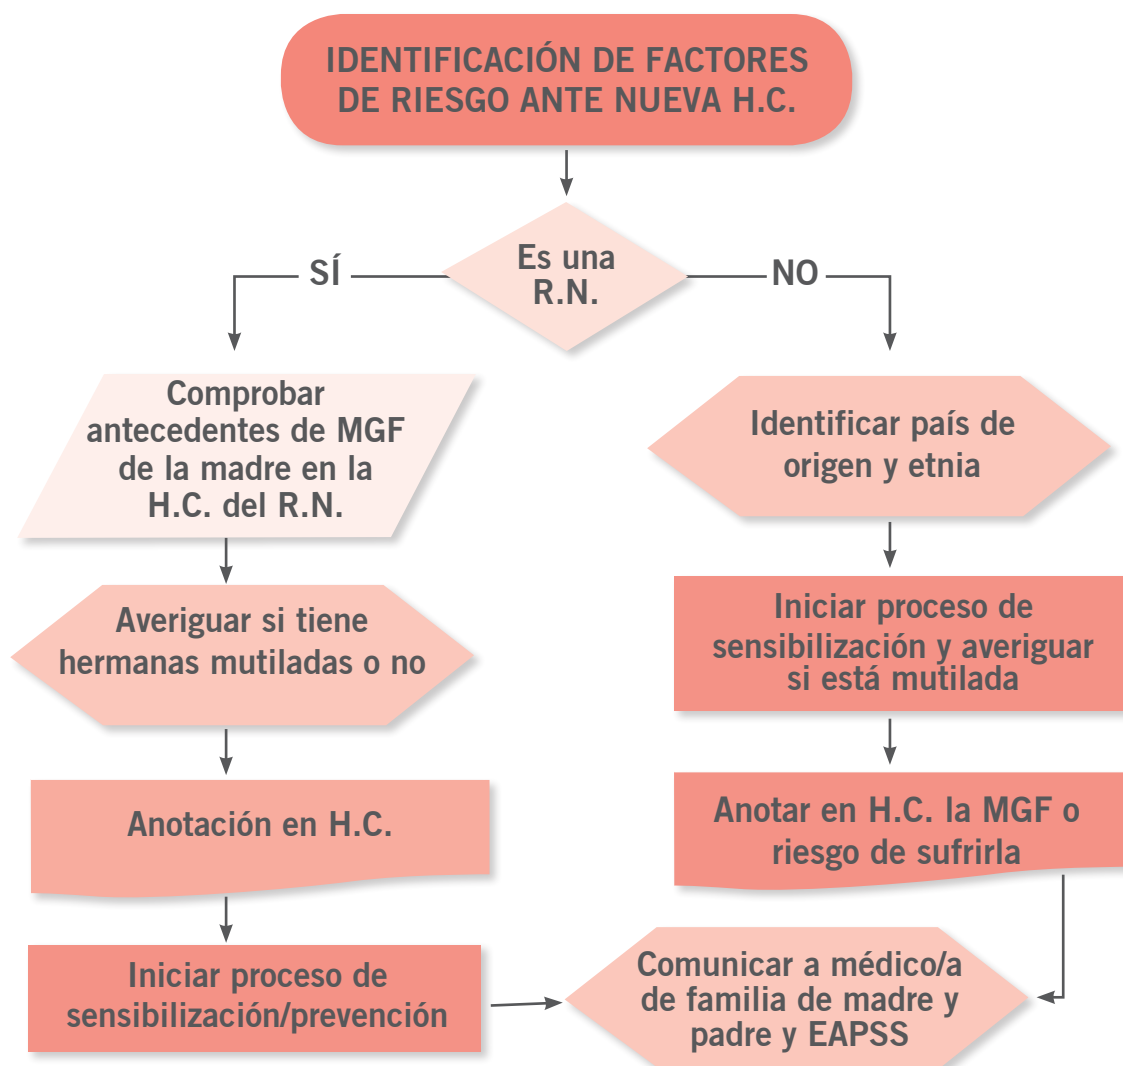 IDENTIFICACIÓN DE FACTORES
DE RIESGO ANTE NUEVA H.C.
Es una
R.N.
SÍ
NO
Comprobar
antecedentes de MGF
de la madre en la
H.C. del R.N.
Averiguar si tiene
hermanas mutiladas o no
Anotación en H.C.
Iniciar proceso de
sensibilización/prevención
Identificar país de
origen y etnia
Iniciar proceso de
sensibilización y averiguar
si está mutilada
Anotar en H.C. la MGF o
riesgo de sufrirla
Comunicar a médico/a
de familia de madre y
padre y EAPSS